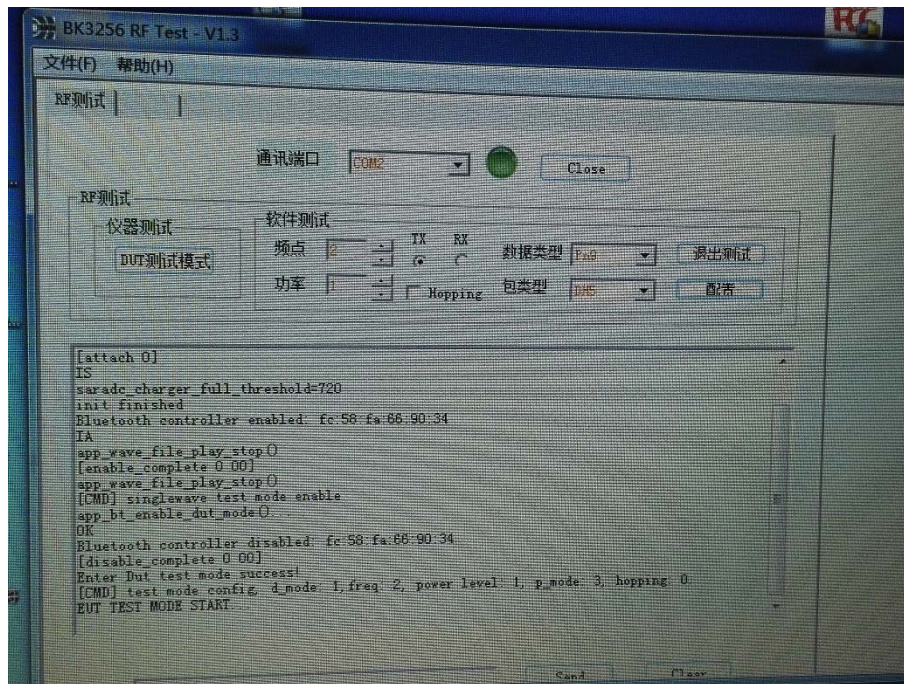 BK3256 RF Test - V1.3
文件(F) 帮助(H)
RF测试
通讯端口 COM2 Close
RF测试
仪器测试 软件测试
频点 2 TX RX 数据类型 Pn9 退出测试
DUT测试模式
功率 1 Hopping 包类型 DH5 配置
[attach 0]
IS
saradc_charger_full_threshold=720
init finished
Bluetooth controller enabled: fc:58:fa:66:90:34
IA
app_wave_file_play_stop()
[enable_complete 0 00]
app_wave_file_play_stop()
[CMD] singlewave test mode enable
app_bt_enable_dut_mode()...
OK
Bluetooth controller disabled: fc:58:fa:66:90:34
[disable_complete 0 00]
Enter Dut test mode success!
[CMD] test mode config, d_mode: 1,freq: 2, power level: 1, p_mode: 3, hopping: 0
EUT TEST MODE START...
Send Clear